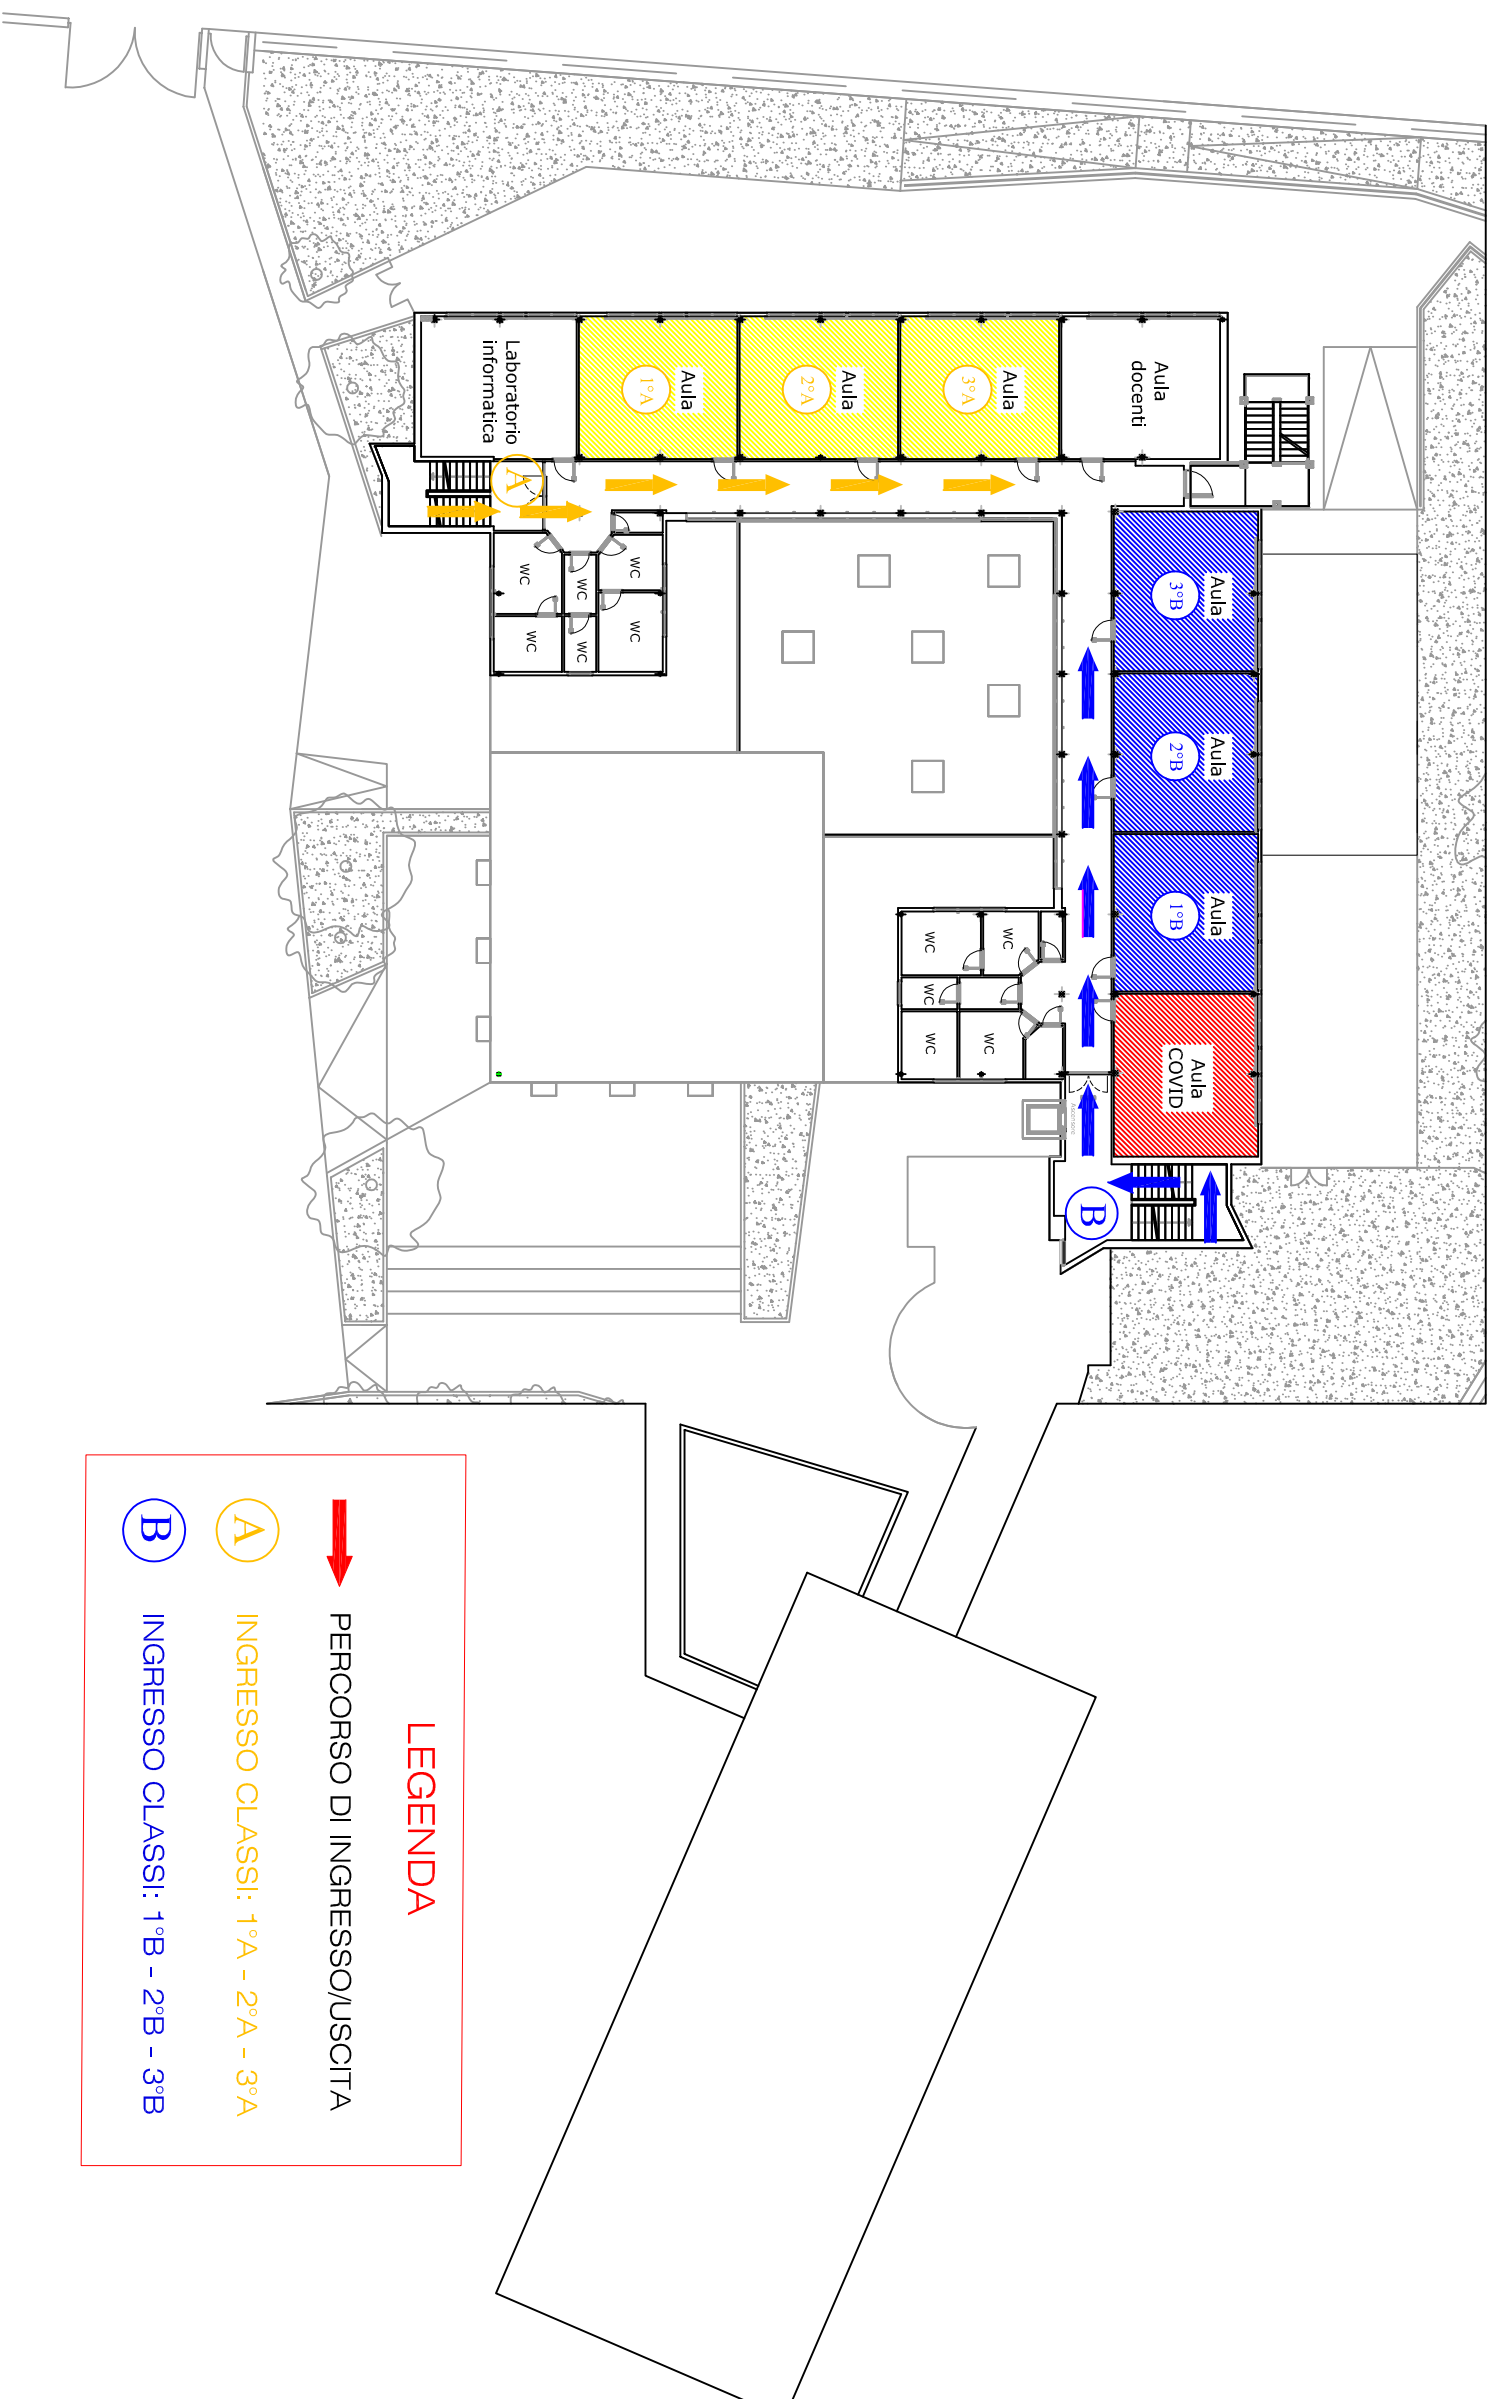 Laboratorio
informatica
Aula
1°A
Aula
2°A
Aula
3°A
Aula
docenti
A
WC
WC
WC
WC
WC
WC
Aula
3°B
Aula
2°B
Aula
1°B
Aula
COVID
WC
WC
WC
WC
WC
Ascensore
B
LEGENDA
PERCORSO DI INGRESSO/USCITA
A INGRESSO CLASSI: 1°A - 2°A - 3°A
B INGRESSO CLASSI: 1°B - 2°B - 3°B